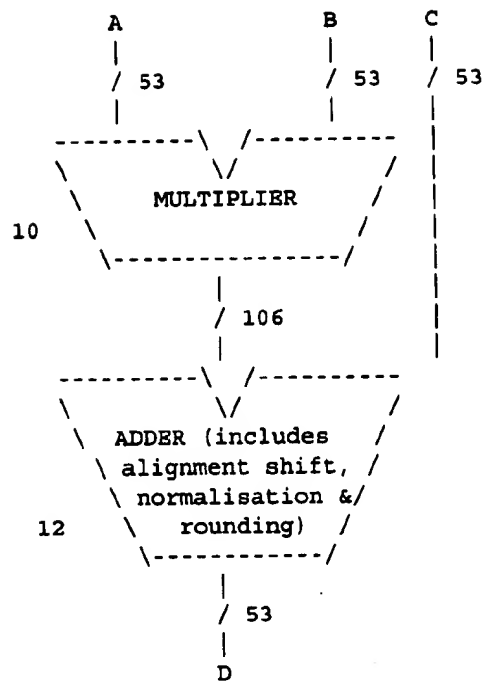 A B C
53 53 53
MULTIPLIER
10
106
ADDER (includes
alignment shift,
normalisation &
rounding)
12
53
D